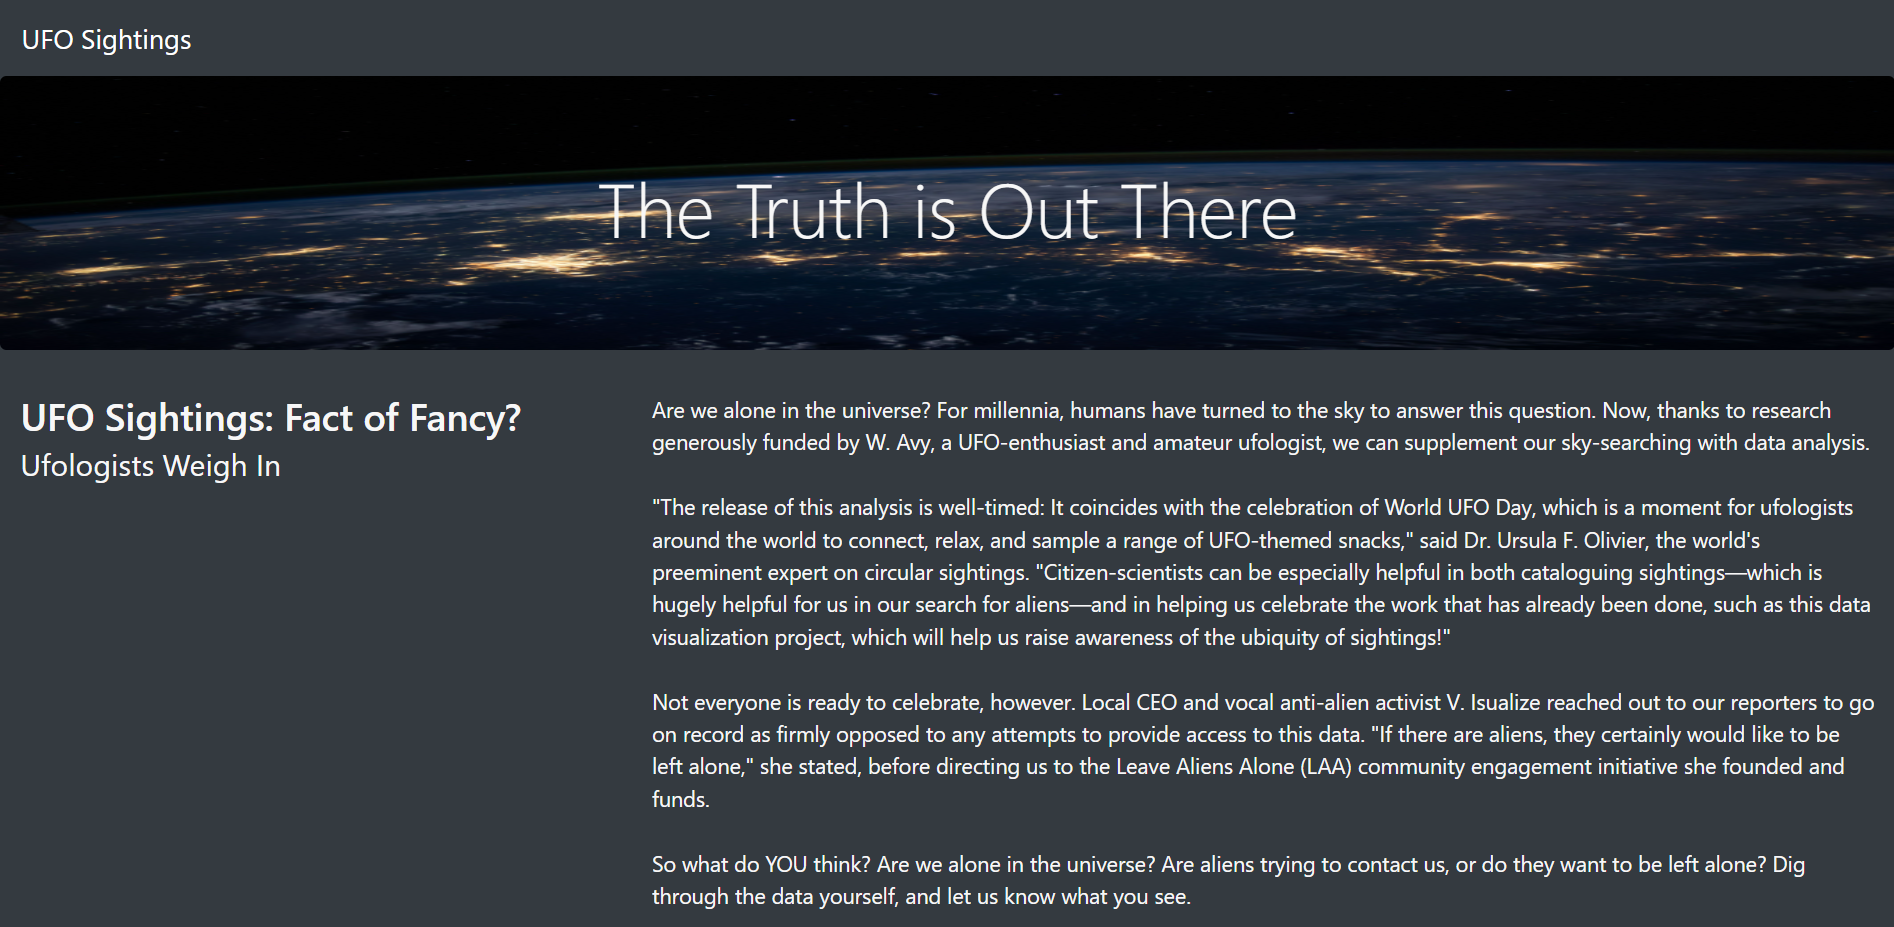 UFO Sightings
The Truth is Out There
UFO Sightings: Fact of Fancy?
Ufologists Weigh In
Are we alone in the universe? For millennia, humans have turned to the sky to answer this question. Now, thanks to research
generously funded by W. Avy, a UFO-enthusiast and amateur ufologist, we can supplement our sky-searching with data analysis.
"The release of this analysis is well-timed: It coincides with the celebration of World UFO Day, which is a moment for ufologists
around the world to connect, relax, and sample a range of UFO-themed snacks," said Dr. Ursula F. Olivier, the world's
preeminent expert on circular sightings. "Citizen-scientists can be especially helpful in both cataloguing sightings—which is
hugely helpful for us in our search for aliens—and in helping us celebrate the work that has already been done, such as this data
visualization project, which will help us raise awareness of the ubiquity of sightings!"
Not everyone is ready to celebrate, however. Local CEO and vocal anti-alien activist V. Isualize reached out to our reporters to go
on record as firmly opposed to any attempts to provide access to this data. "If there are aliens, they certainly would like to be
left alone," she stated, before directing us to the Leave Aliens Alone (LAA) community engagement initiative she founded and
funds.
So what do YOU think? Are we alone in the universe? Are aliens trying to contact us, or do they want to be left alone? Dig
through the data yourself, and let us know what you see.